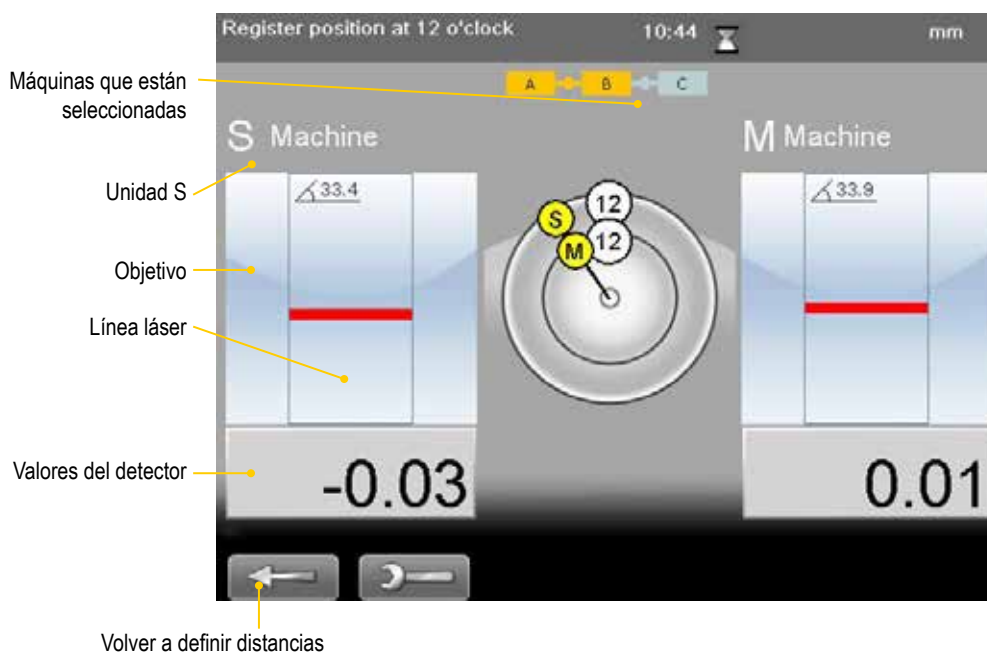 Register position at 12 o'clock 10:44 mm
Máquinas que están
seleccionadas
A B C
S Machine
M Machine
Unidad S
33.4
33.9
S 12
M 12
Objetivo
Línea láser
Valores del detector
-0.03
0.01
Volver a definir distancias